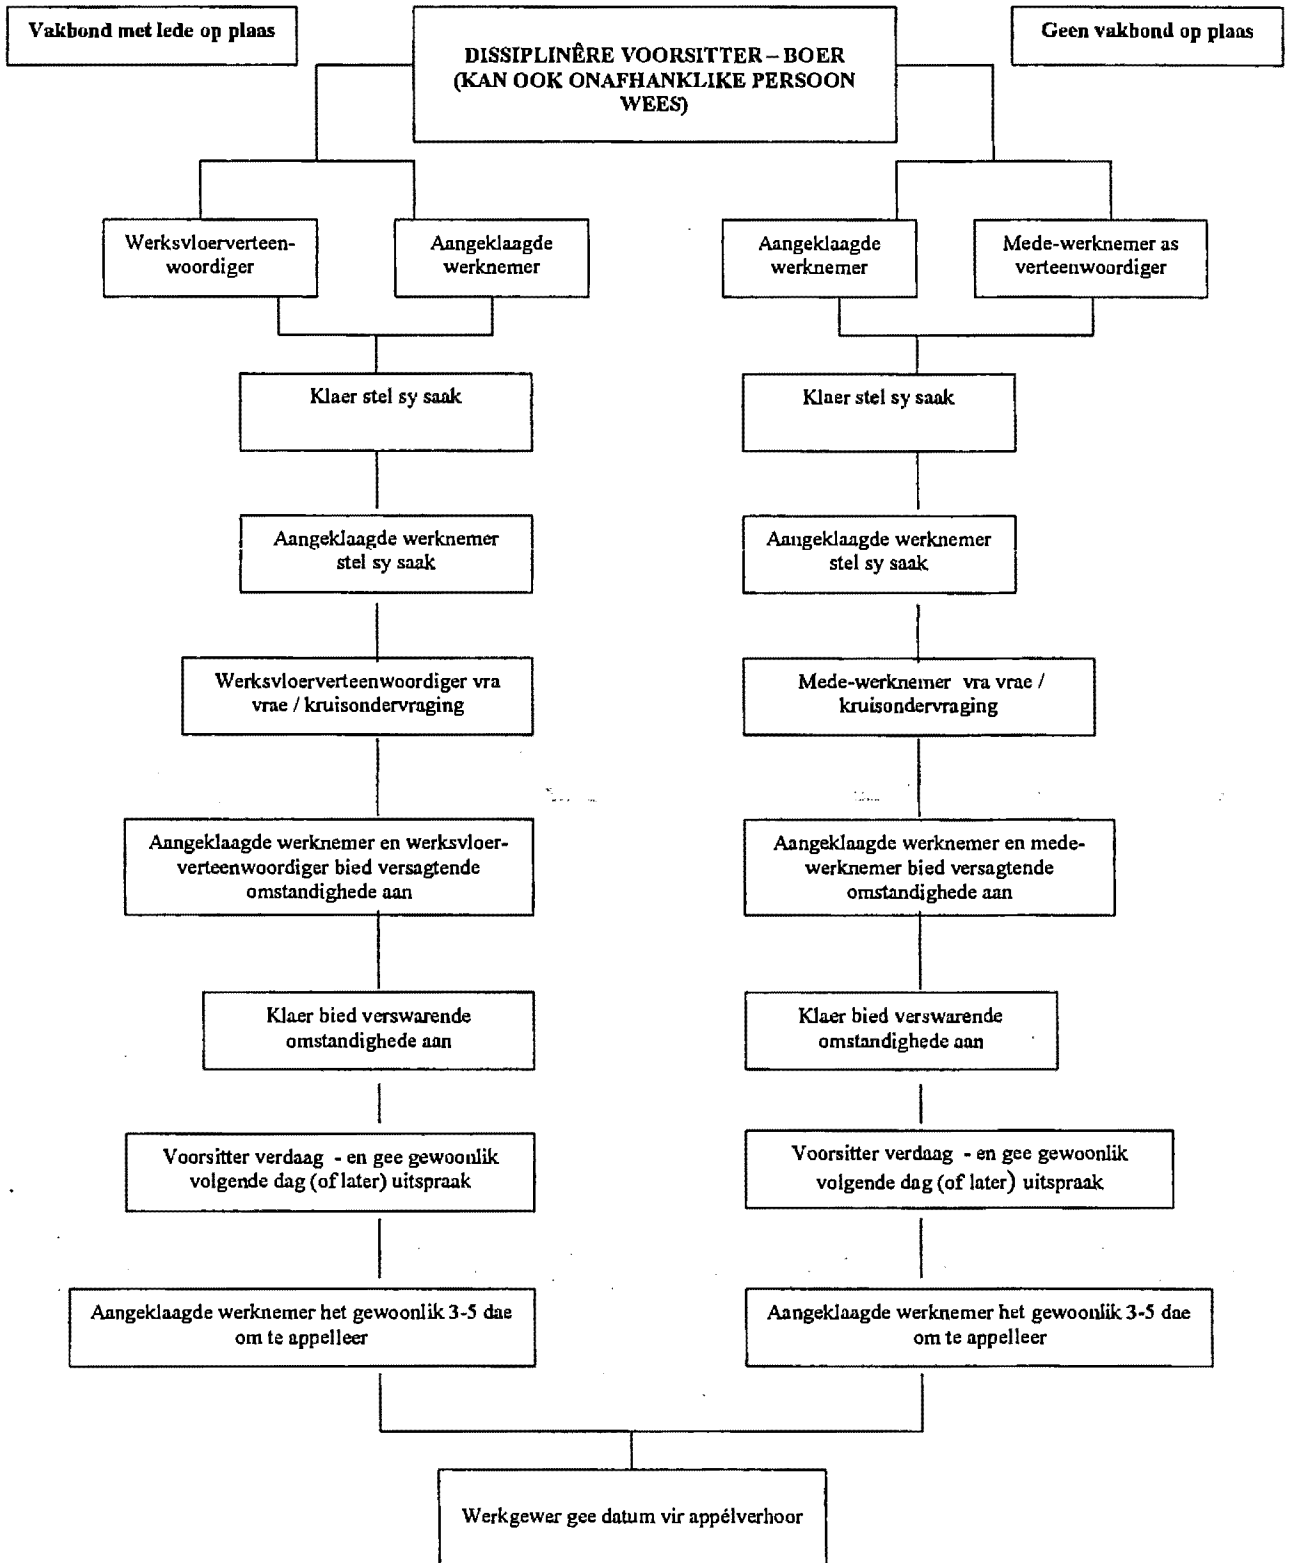 Vakbond met lede op plaas
Geen vakbond op plaas
DISSIPLINÊRE VOORSITTER – BOER
(KAN OOK ONAFHANKLIKE PERSOON
WEES)
Werksvloerverteen-
woordiger
Aangeklaagde
werknemer
Aangeklaagde
werknemer
Mede-werknemer as
verteenwoordiger
Klaer stel sy saak
Klaer stel sy saak
Aangeklaagde werknemer
stel sy saak
Aangeklaagde werknemer
stel sy saak
Werksvloerverteenwoordiger vra
vrae / kruisondervraging
Mede-werknemer vra vrae /
kruisondervraging
Aangeklaagde werknemer en werksvloer-
verteenwoordiger bied versagtende
omstandighede aan
Aangeklaagde werknemer en mede-
werknemer bied versagtende
omstandighede aan
Klaer bied verswarende
omstandighede aan
Klaer bied verswarende
omstandighede aan
Voorsitter verdaag - en gee gewoonlik
volgende dag (of later) uitspraak
Voorsitter verdaag - en gee gewoonlik
volgende dag (of later) uitspraak
Aangeklaagde werknemer het gewoonlik 3-5 dae
om te appelleer
Aangeklaagde werknemer het gewoonlik 3-5 dae
om te appelleer
Werkgewer gee datum vir appélverhoor